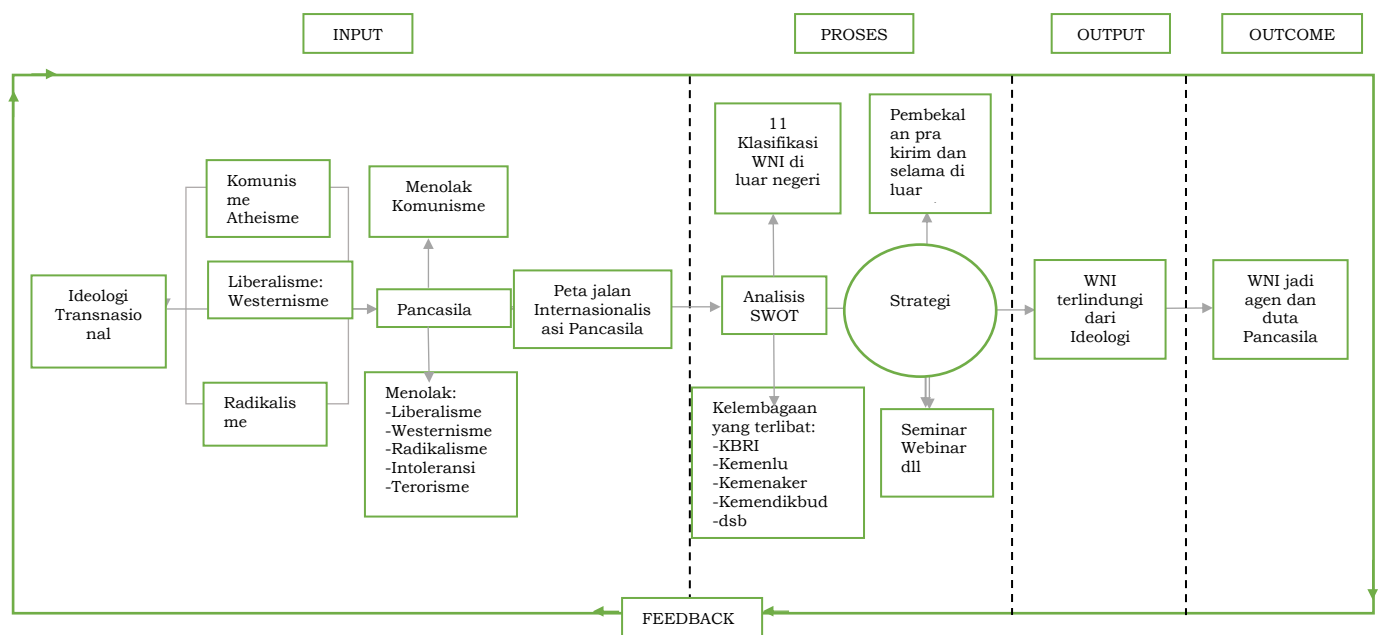 INPUT
PROSES
OUTPUT
OUTCOME
Ideologi
Transnasio
nal
Komunis
me
Atheisme
Liberalisme:
Westernisme
Radikalis
me
Menolak
Komunisme
Pancasila
Menolak:
-Liberalisme
-Westernisme
-Radikalisme
-Intoleransi
-Terorisme
Peta jalan
Internasionalis
asi Pancasila
11
Klasifikasi
WNI di
luar negeri
Analisis
SWOT
Kelembagaan
yang terlibat:
-KBRI
-Kemenlu
-Kemenaker
-Kemendikbud
-dsb
Pembekal
an pra
kirim dan
selama di
luar
Strategi
Seminar
Webinar
dll
WNI
terlindungi
dari
Ideologi
WNI jadi
agen dan
duta
Pancasila
FEEDBACK